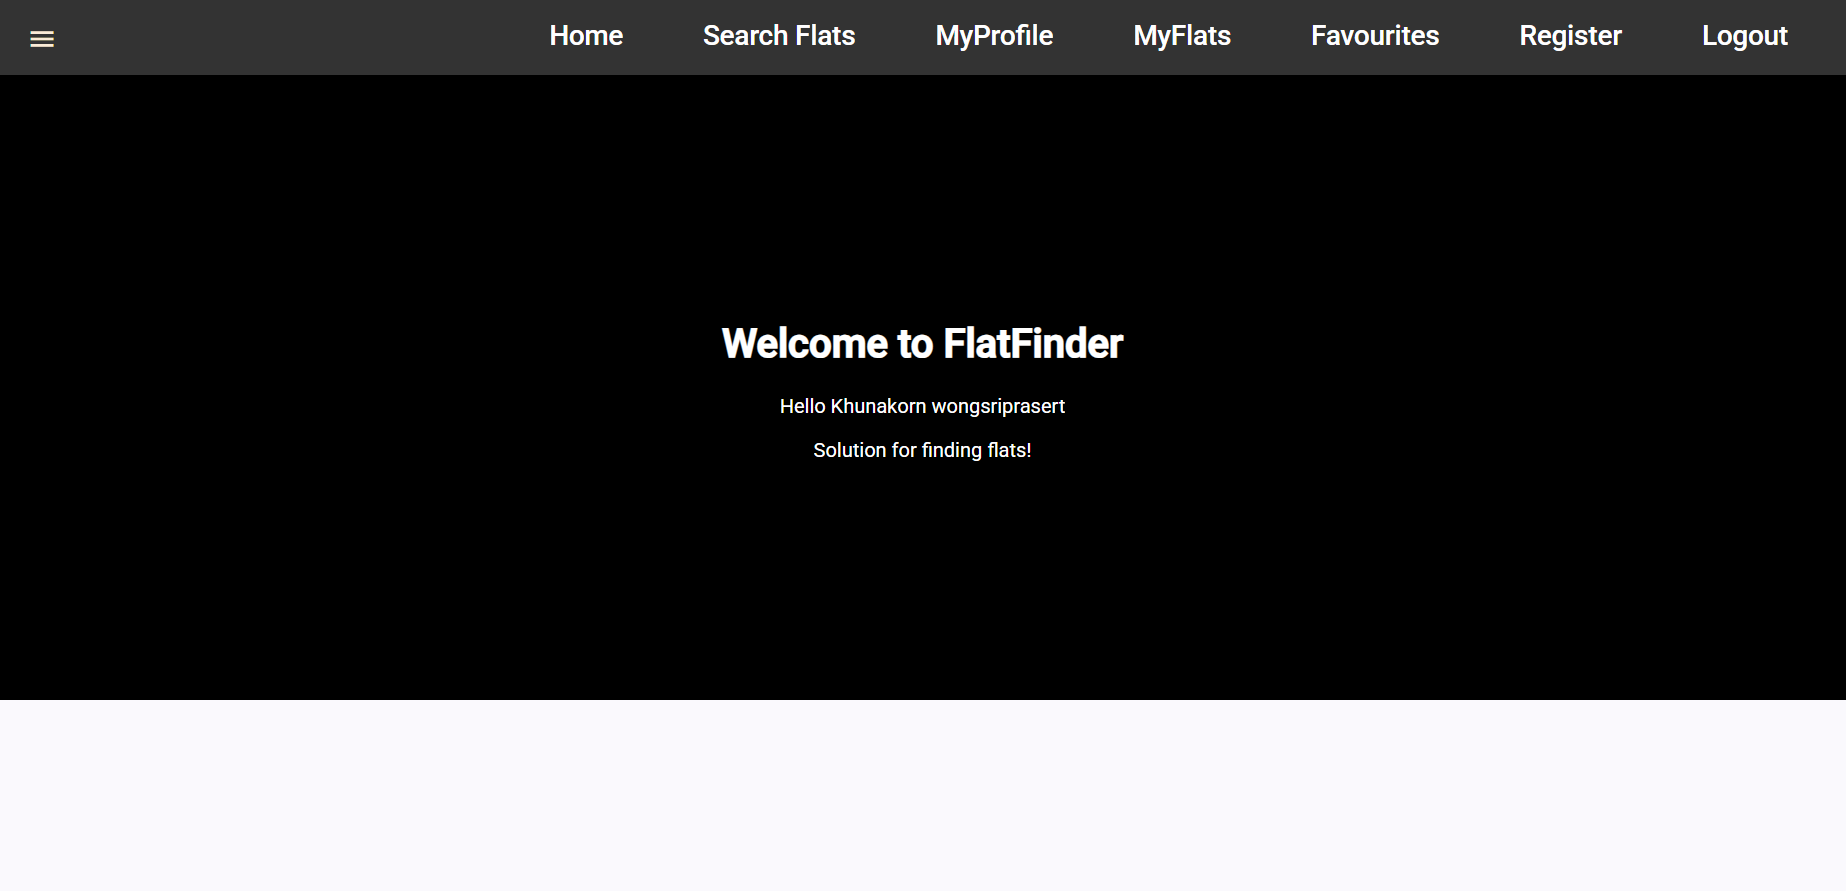 Home Search Flats MyProfile MyFlats Favourites Register Logout
Welcome to FlatFinder
Hello Khunakorn wongsriprasert
Solution for finding flats!